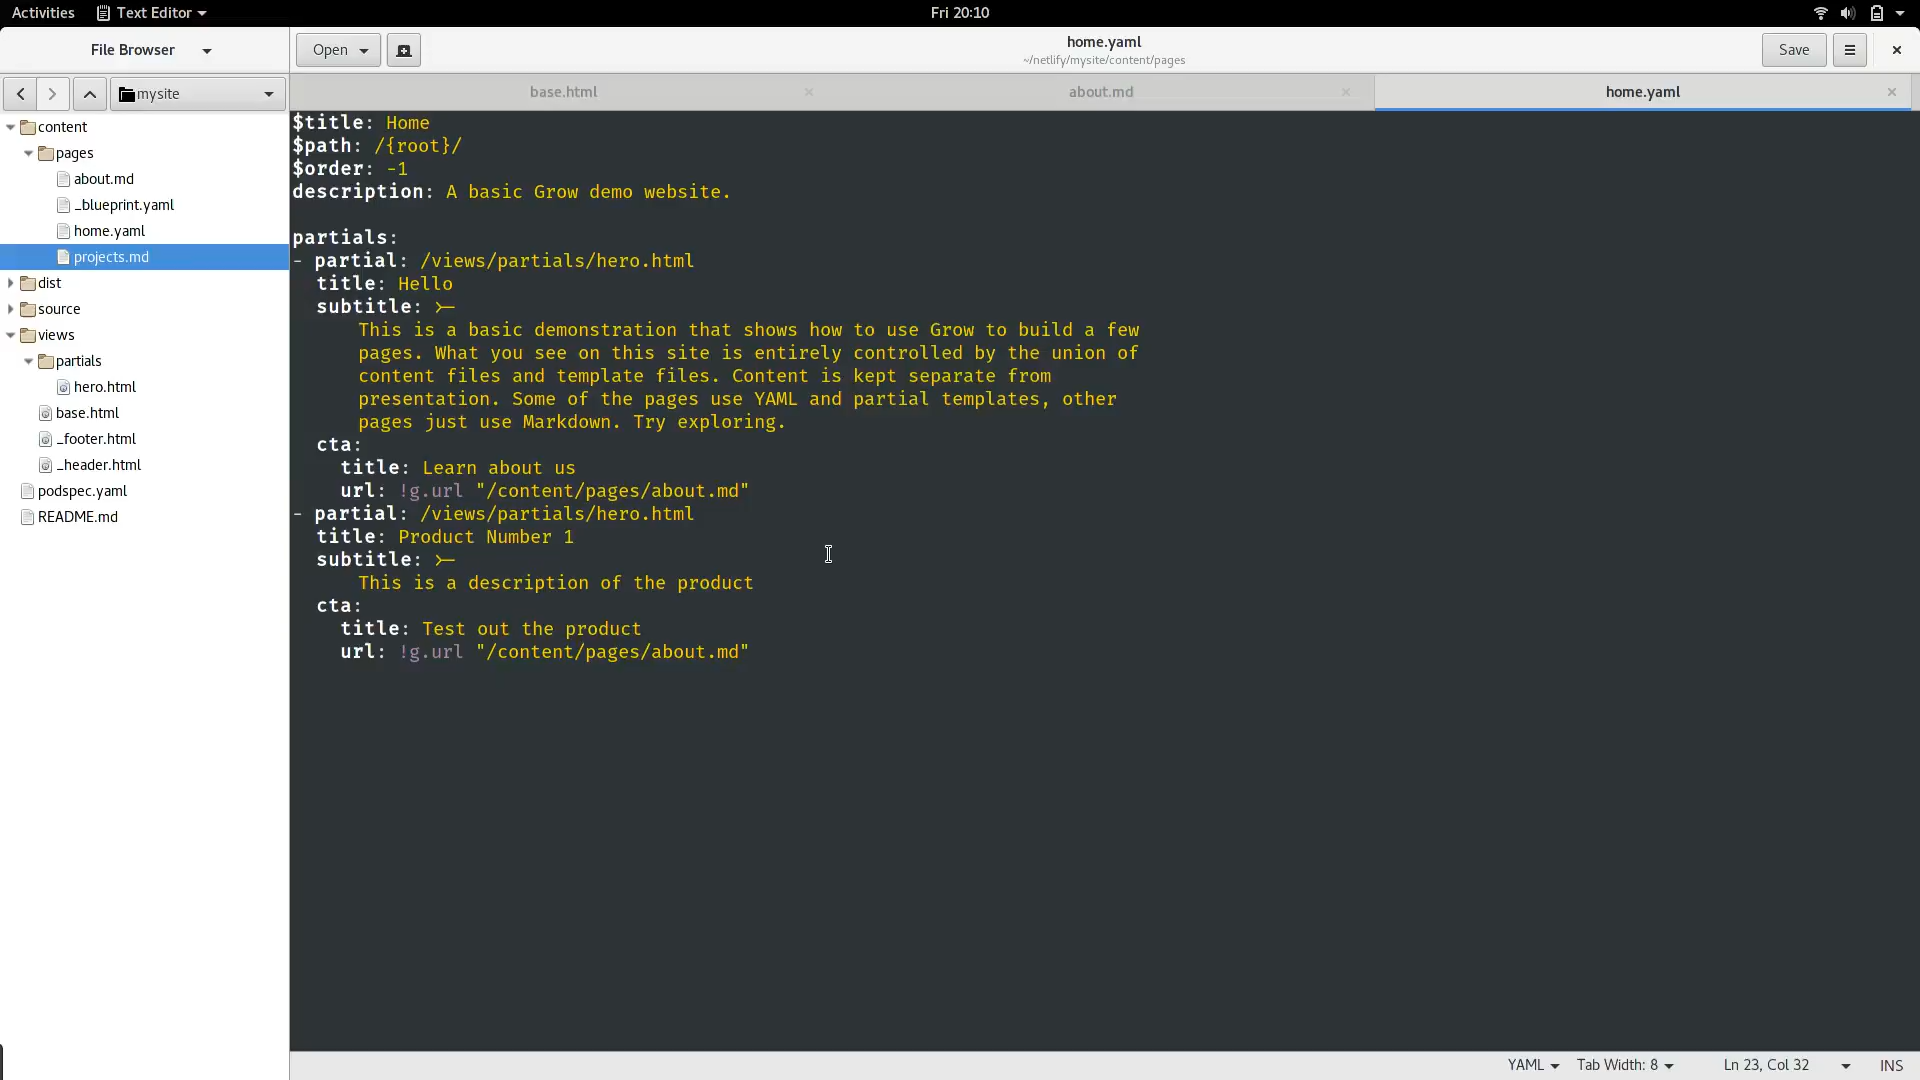 Activities Text Editor Fri 20:10
File Browser Open home.yaml Save
~/netlify/mysite/content/pages
mysite base.html about.md home.yaml
content
pages
about.md
_blueprint.yaml
home.yaml
projects.md
dist
source
views
partials
hero.html
base.html
_footer.html
_header.html
podspec.yaml
README.md
$title: Home
$path: /{root}/
$order: -1
description: A basic Grow demo website.
partials:
- partial: /views/partials/hero.html
title: Hello
subtitle: >-
This is a basic demonstration that shows how to use Grow to build a few
pages. What you see on this site is entirely controlled by the union of
content files and template files. Content is kept separate from
presentation. Some of the pages use YAML and partial templates, other
pages just use Markdown. Try exploring.
cta:
title: Learn about us
url: !g.url "/content/pages/about.md"
- partial: /views/partials/hero.html
title: Product Number 1
subtitle: >-
This is a description of the product
cta:
title: Test out the product
url: !g.url "/content/pages/about.md"
YAML Tab Width: 8 Ln 23, Col 32 INS